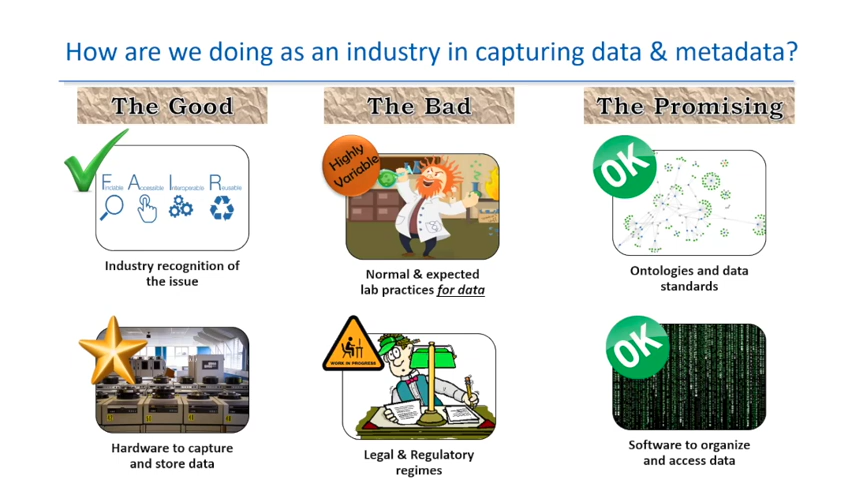 How are we doing as an industry in capturing data & metadata?
The Good
The Bad
The Promising
F A I R
Findable Accessible Interoperable Reusable
Industry recognition of
the issue
Highly
Variable
Normal & expected
lab practices for data
OK
Ontologies and data
standards
Hardware to capture
and store data
WORK IN PROGRESS
Legal & Regulatory
regimes
OK
Software to organize
and access data